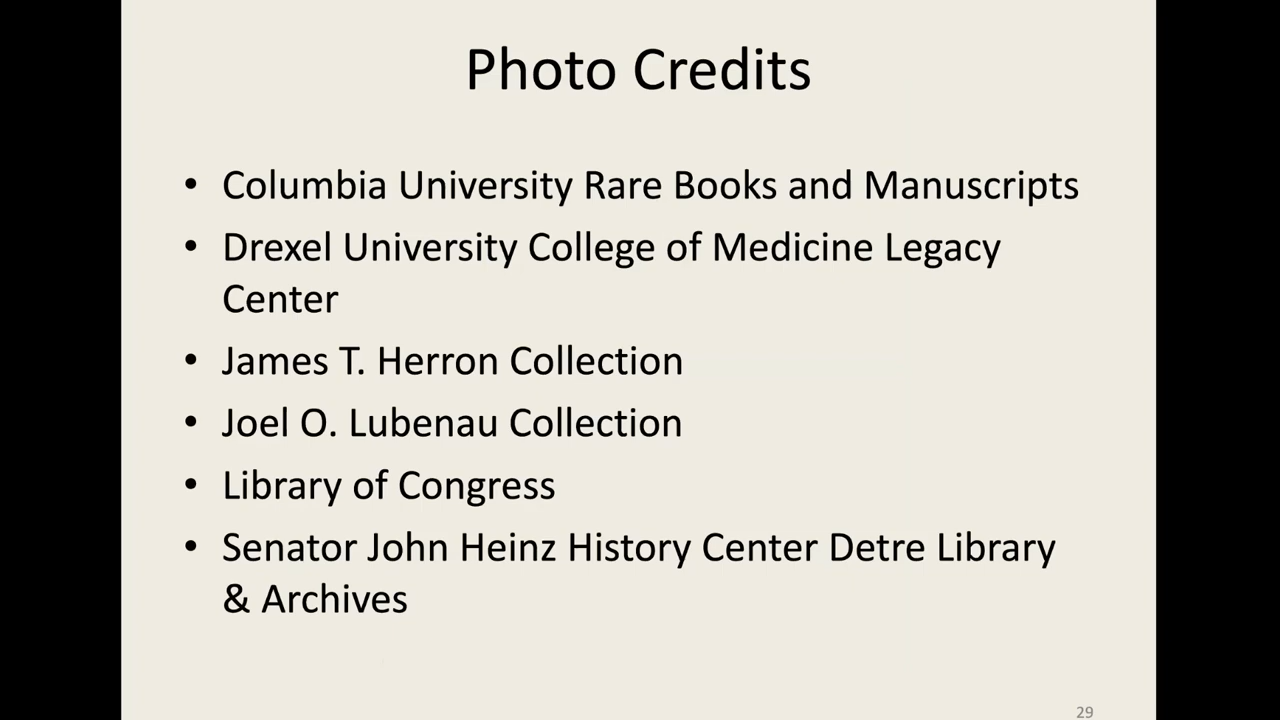 Photo Credits
• Columbia University Rare Books and Manuscripts
• Drexel University College of Medicine Legacy
Center
• James T. Herron Collection
• Joel O. Lubenau Collection
• Library of Congress
• Senator John Heinz History Center Detre Library
& Archives
29